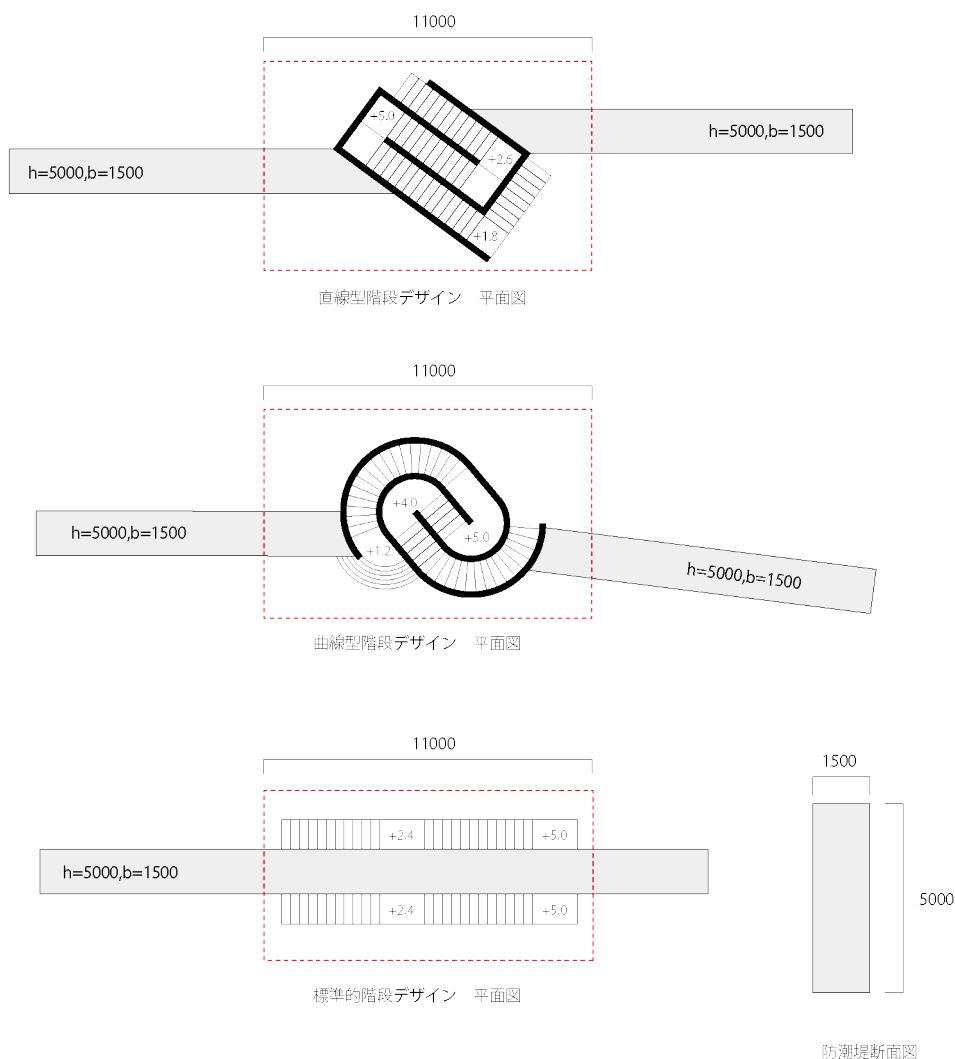 11000
+5.0
h=5000,b=1500
+2.6
h=5000,b=1500
+1.8
直線型階段デザイン　平面図
11000
+4.0
h=5000,b=1500
+5.0
+1.2
h=5000,b=1500
曲線型階段デザイン　平面図
11000
1500
+2.4
+5.0
h=5000,b=1500
5000
+2.4
+5.0
標準的階段デザイン　平面図
防潮堤断面図